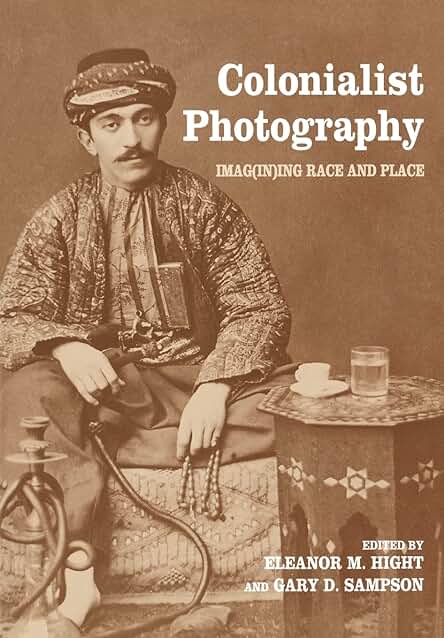 Colonialist
Photography
IMAG(IN)ING RACE AND PLACE
EDITED BY
ELEANOR M. HIGHT
AND GARY D. SAMPSON